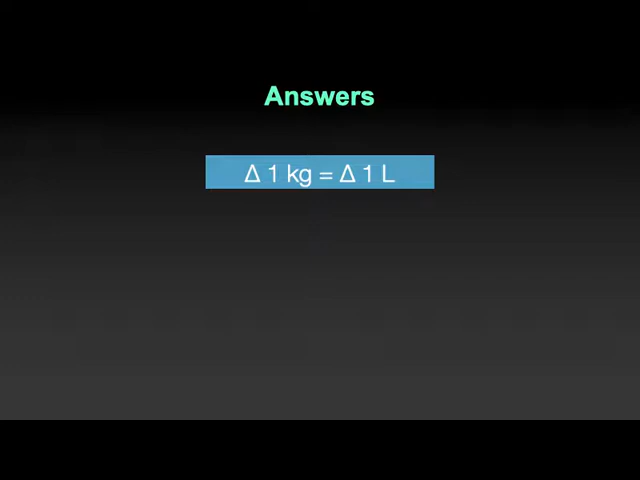 Answers
Δ 1 kg = Δ 1 L